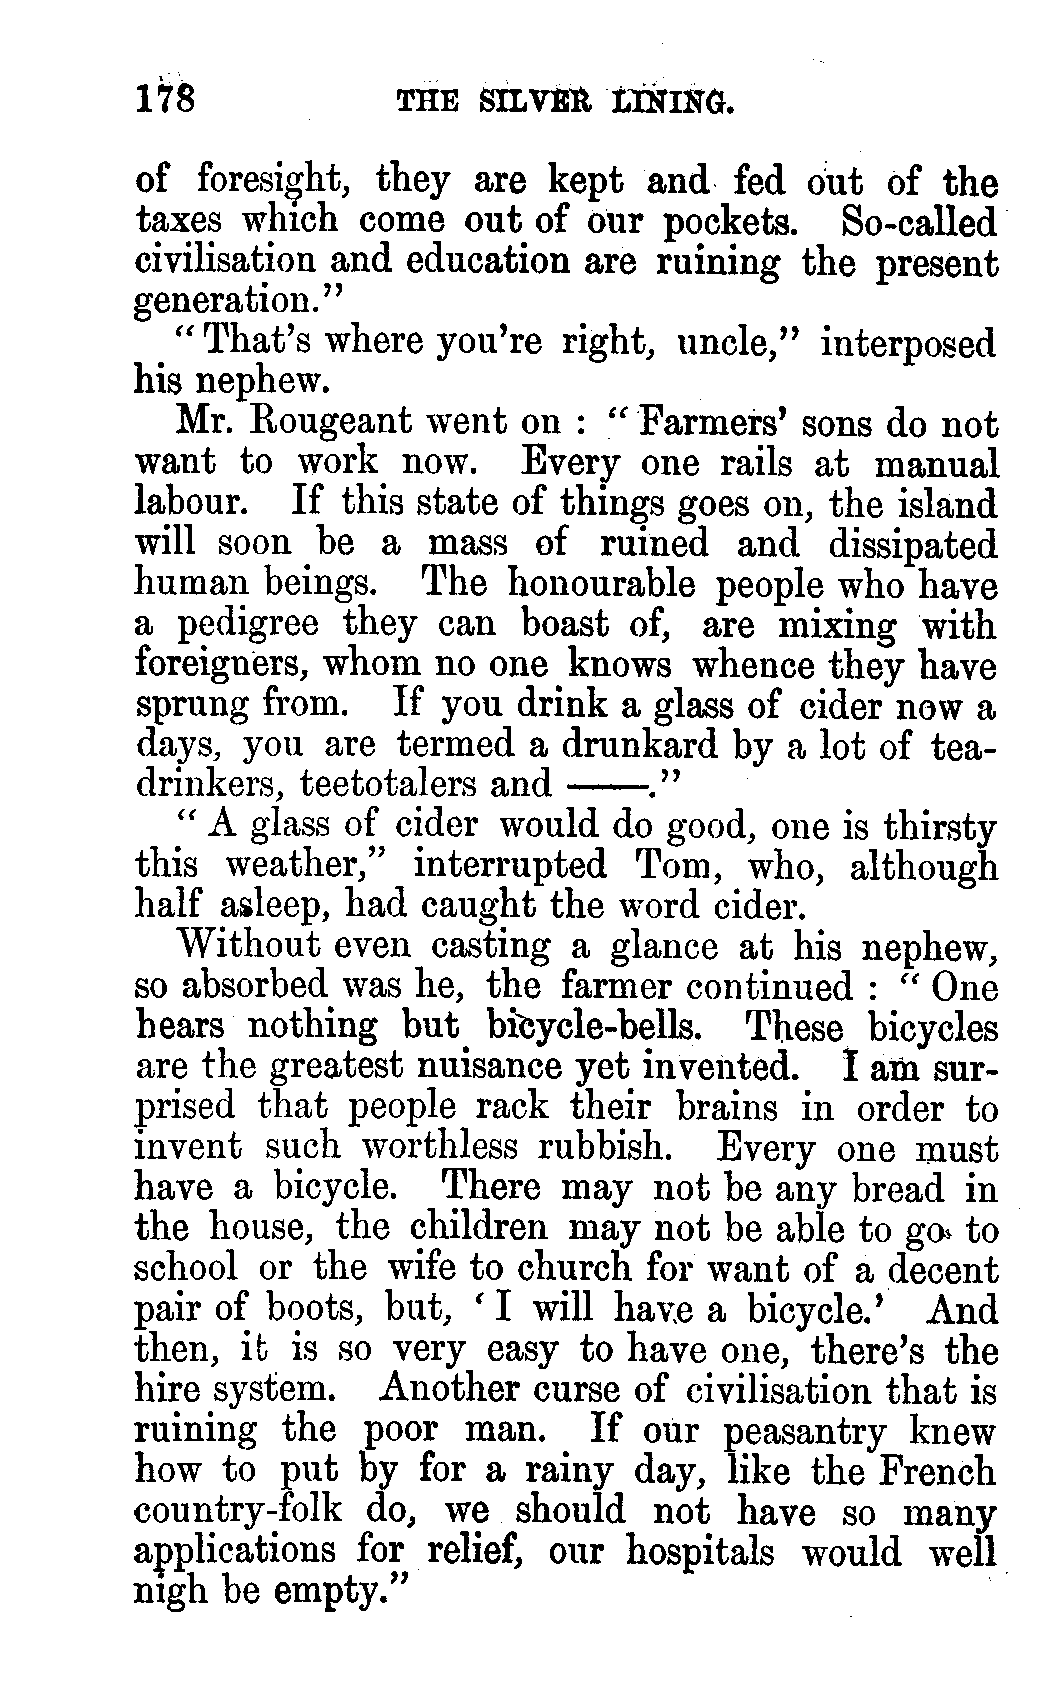 178 THE SILVER LINING.
of foresight, they are kept and fed out of the
taxes which come out of our pockets. So-called
civilisation and education are ruining the present
generation."
"That's where you're right, uncle," interposed
his nephew.
Mr. Rougeant went on : "Farmers' sons do not
want to work now. Every one rails at manual
labour. If this state of things goes on, the island
will soon be a mass of ruined and dissipated
human beings. The honourable people who have
a pedigree they can boast of, are mixing with
foreigners, whom no one knows whence they have
sprung from. If you drink a glass of cider now a
days, you are termed a drunkard by a lot of tea-
drinkers, teetotalers and ——."
"A glass of cider would do good, one is thirsty
this weather," interrupted Tom, who, although
half asleep, had caught the word cider.
Without even casting a glance at his nephew,
so absorbed was he, the farmer continued : "One
hears nothing but bicycle-bells. These bicycles
are the greatest nuisance yet invented. I am sur-
prised that people rack their brains in order to
invent such worthless rubbish. Every one must
have a bicycle. There may not be any bread in
the house, the children may not be able to go to
school or the wife to church for want of a decent
pair of boots, but, 'I will have a bicycle.' And
then, it is so very easy to have one, there's the
hire system. Another curse of civilisation that is
ruining the poor man. If our peasantry knew
how to put by for a rainy day, like the French
country-folk do, we should not have so many
applications for relief, our hospitals would well
nigh be empty."